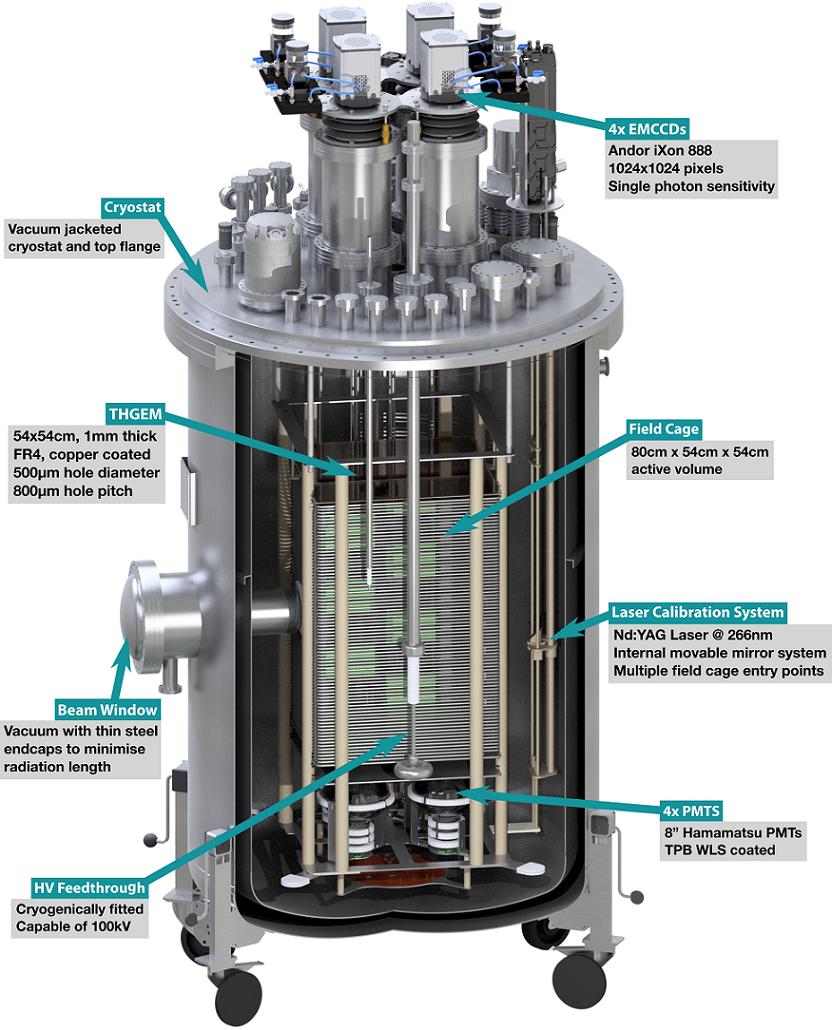 4x EMCCDs
Andor iXon 888
1024x1024 pixels
Single photon sensitivity
Cryostat
Vacuum jacketed
cryostat and top flange
THGEM
54x54cm, 1mm thick
FR4, copper coated
500µm hole diameter
800µm hole pitch
Field Cage
80cm x 54cm x 54cm
active volume
Laser Calibration System
Nd:YAG Laser @ 266nm
Internal movable mirror system
Multiple field cage entry points
Beam Window
Vacuum with thin steel
endcaps to minimise
radiation length
4x PMTS
8” Hamamatsu PMTs
TPB WLS coated
HV Feedthrough
Cryogenically fitted
Capable of 100kV